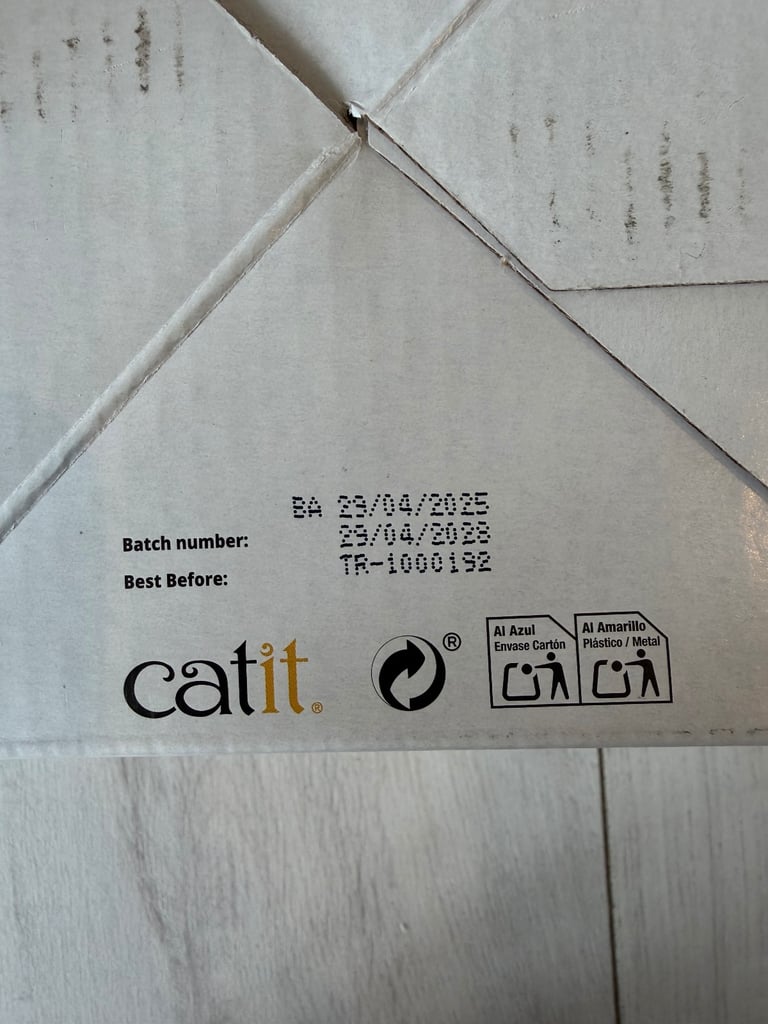 BA 29/04/2025
Batch number: 29/04/2028
Best Before: TR-1000192
catit®
®
Al Azul
Envase Cartón
Al Amarillo
Plástico / Metal